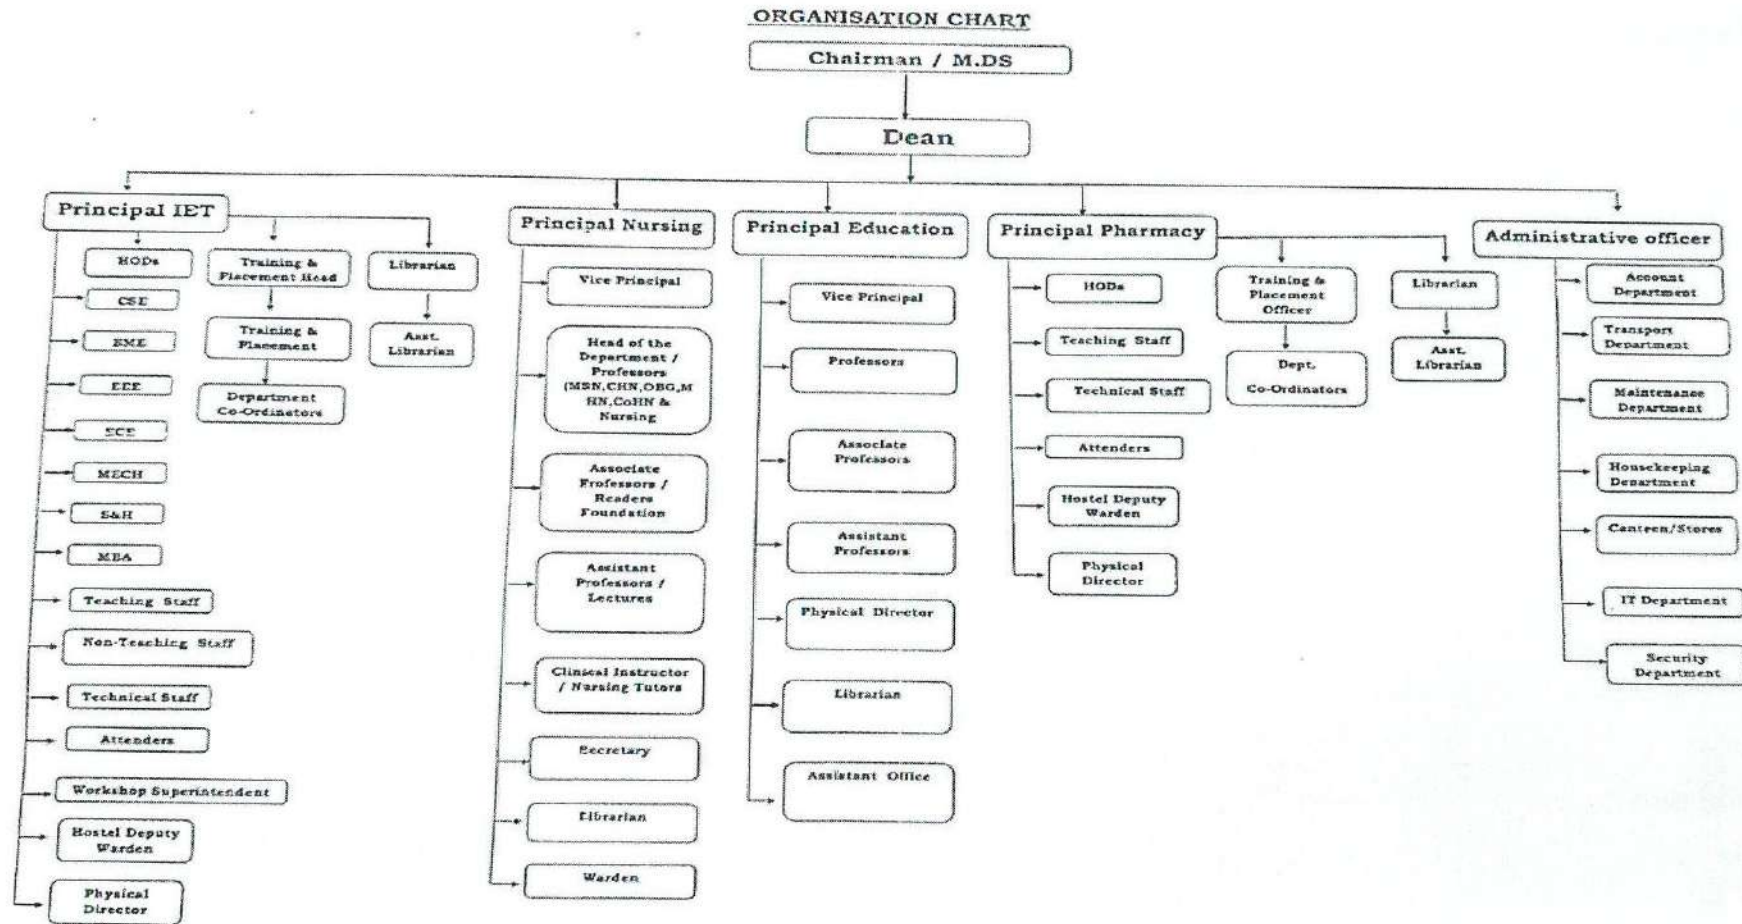 ORGANISATION CHART
Chairman / M.DS
Dean
Principal IET
HODs
CSE
BME
EEE
ECE
MECH
S&H
MBA
Teaching Staff
Non-Teaching Staff
Technical Staff
Attenders
Workshop Superintendent
Hostel Deputy
Warden
Physical
Director
Training &
Placement Head
Training &
Placement
Department
Co-Ordinators
Librarian
Asst.
Librarian
Principal Nursing
Vice Principal
Head of the
Department /
Professors
(MSN,CHN,OBG,M
HN,CoHN &
Nursing
Associate
Professors /
Readers
Foundation
Assistant
Professors /
Lectures
Clinical Instructor
/ Nursing Tutors
Secretary
Librarian
Warden
Principal Education
Vice Principal
Professors
Associate
Professors
Assistant
Professors
Physical Director
Librarian
Assistant Office
Principal Pharmacy
HODs
Teaching Staff
Technical Staff
Attenders
Hostel Deputy
Warden
Physical
Director
Training &
Placement
Officer
Dept.
Co-Ordinators
Librarian
Asst.
Librarian
Administrative officer
Account
Department
Transport
Department
Maintenance
Department
Housekeeping
Department
Canteen/Stores
IT Department
Security
Department